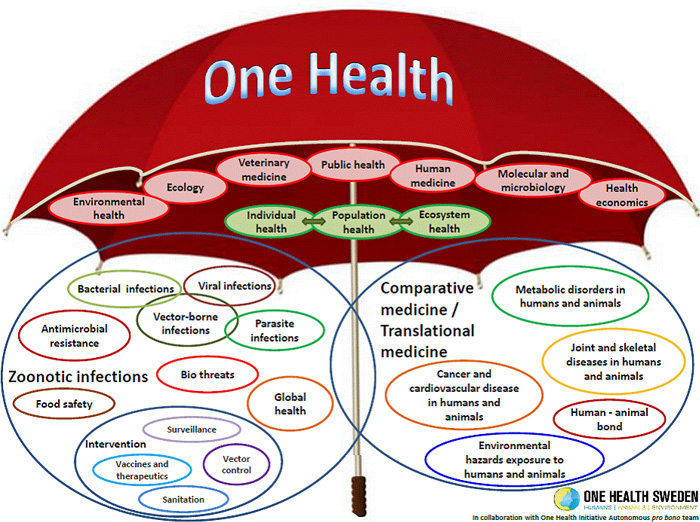 One Health
Public health
Veterinary
medicine
Human
medicine
Ecology
Molecular and
microbiology
Environmental
health
Health
economics
Individual
health
Population
health
Ecosystem
health
Bacterial infections
Viral infections
Vector-borne
infections
Antimicrobial
resistance
Parasite
infections
Zoonotic infections
Bio threats
Food safety
Global
health
Intervention
Surveillance
Vaccines and
therapeutics
Vector
control
Sanitation
Comparative
medicine /
Translational
medicine
Metabolic disorders in
humans and animals
Joint and skeletal
diseases in humans
and animals
Cancer and
cardiovascular disease
in humans and
animals
Human - animal
bond
Environmental
hazards exposure to
humans and animals
ONE HEALTH SWEDEN
HUMANS | ANIMALS | ENVIRONMENT
In collaboration with One Health Initiative Autonomous pro bono team